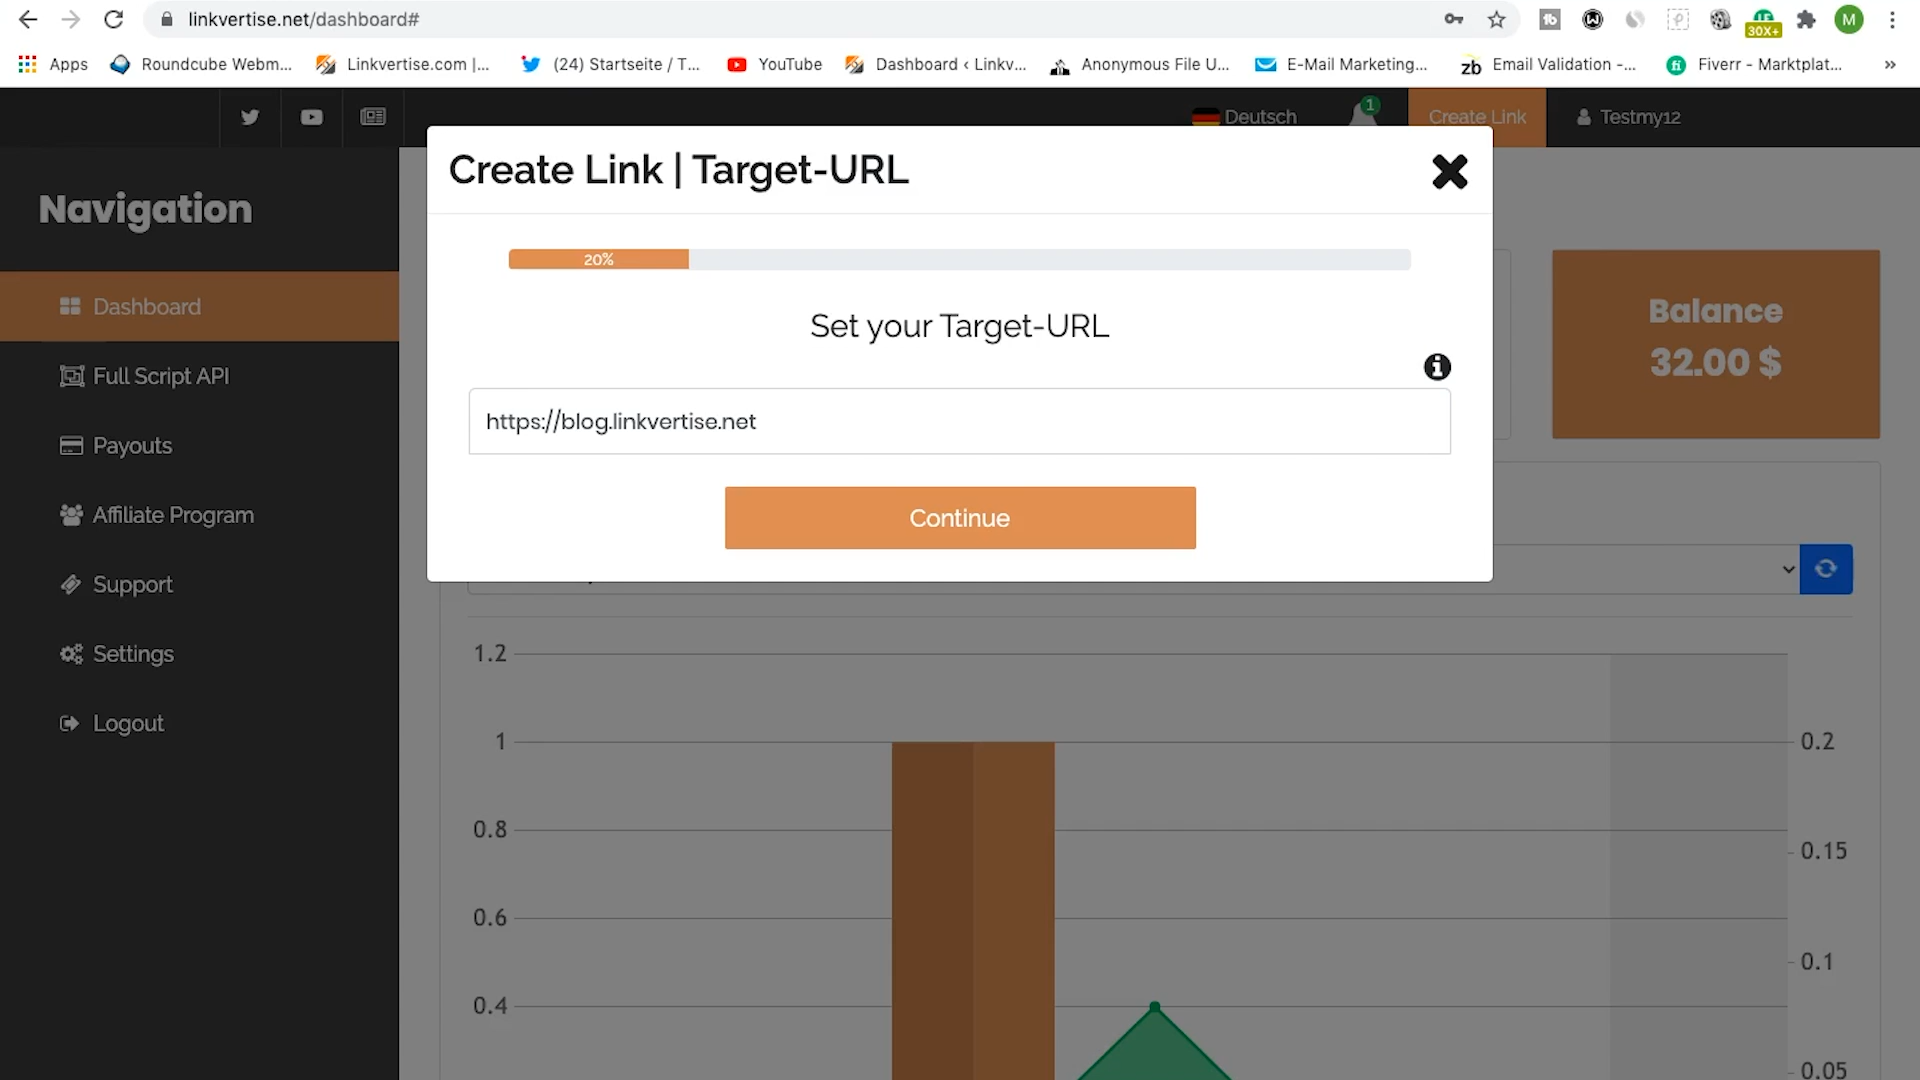 linkvertise.net/dashboard#
30X+
M
Apps
Roundcube Webm...
Linkvertise.com |...
(24) Startseite / T...
YouTube
Dashboard ‹ Linkv...
Anonymous File U...
E-Mail Marketing...
zb
Email Validation -...
fi
Fiverr - Marktplat...
»
Deutsch
1
Create Link
Testmy12
Navigation
Dashboard
Full Script API
Payouts
Affiliate Program
Support
Settings
Logout
Create Link | Target-URL
20%
Set your Target-URL
https://blog.linkvertise.net
Continue
Balance
32.00 $
1.2
1
0.8
0.6
0.4
0.2
0.15
0.1
0.05